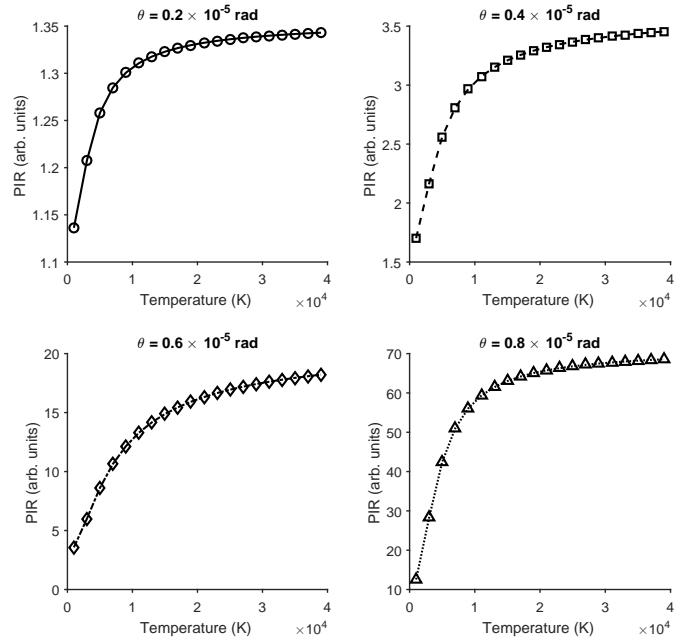 θ = 0.2 × 10-5 rad
PIR (arb. units)
1.35
1.3
1.25
1.2
1.15
1.1
0 1 2 3 4
Temperature (K) ×104
θ = 0.4 × 10-5 rad
PIR (arb. units)
3.5
3
2.5
2
1.5
0 1 2 3 4
Temperature (K) ×104
θ = 0.6 × 10-5 rad
PIR (arb. units)
20
15
10
5
0
0 1 2 3 4
Temperature (K) ×104
θ = 0.8 × 10-5 rad
PIR (arb. units)
70
60
50
40
30
20
10
0 1 2 3 4
Temperature (K) ×104